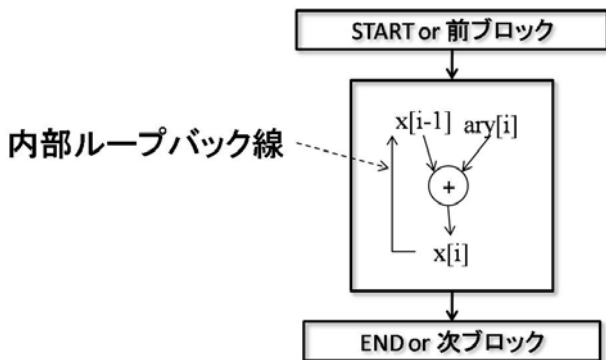 START or 前ブロック
x[i-1] ary[i]
内部ループバック線
+
x[i]
END or 次ブロック